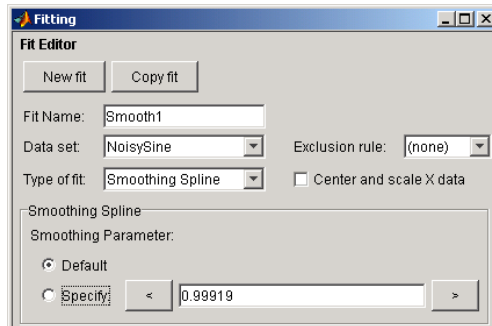 Fitting
Fit Editor
New fit Copy fit
Fit Name: Smooth1
Data set: NoisySine Exclusion rule: (none)
Type of fit: Smoothing Spline Center and scale X data
Smoothing Spline
Smoothing Parameter:
Default
Specify: < 0.99919 >